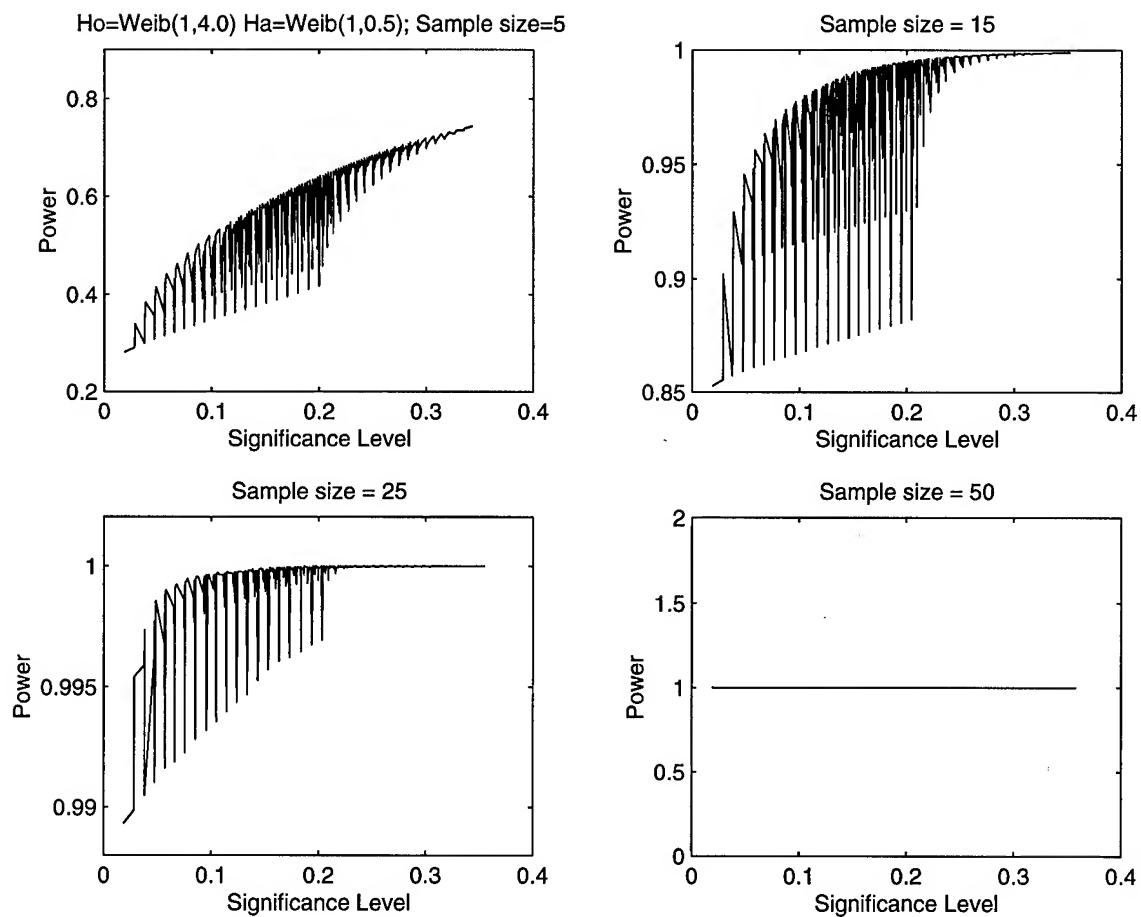 Ho=Weib(1,4.0) Ha=Weib(1,0.5); Sample size=5
0.8
0.6
0.4
0.2
Power
0 0.1 0.2 0.3 0.4
Significance Level
Sample size = 15
1
0.95
0.9
0.85
Power
0 0.1 0.2 0.3 0.4
Significance Level
Sample size = 25
1
0.995
0.99
Power
0 0.1 0.2 0.3 0.4
Significance Level
Sample size = 50
2
1.5
1
0.5
0
Power
0 0.1 0.2 0.3 0.4
Significance Level